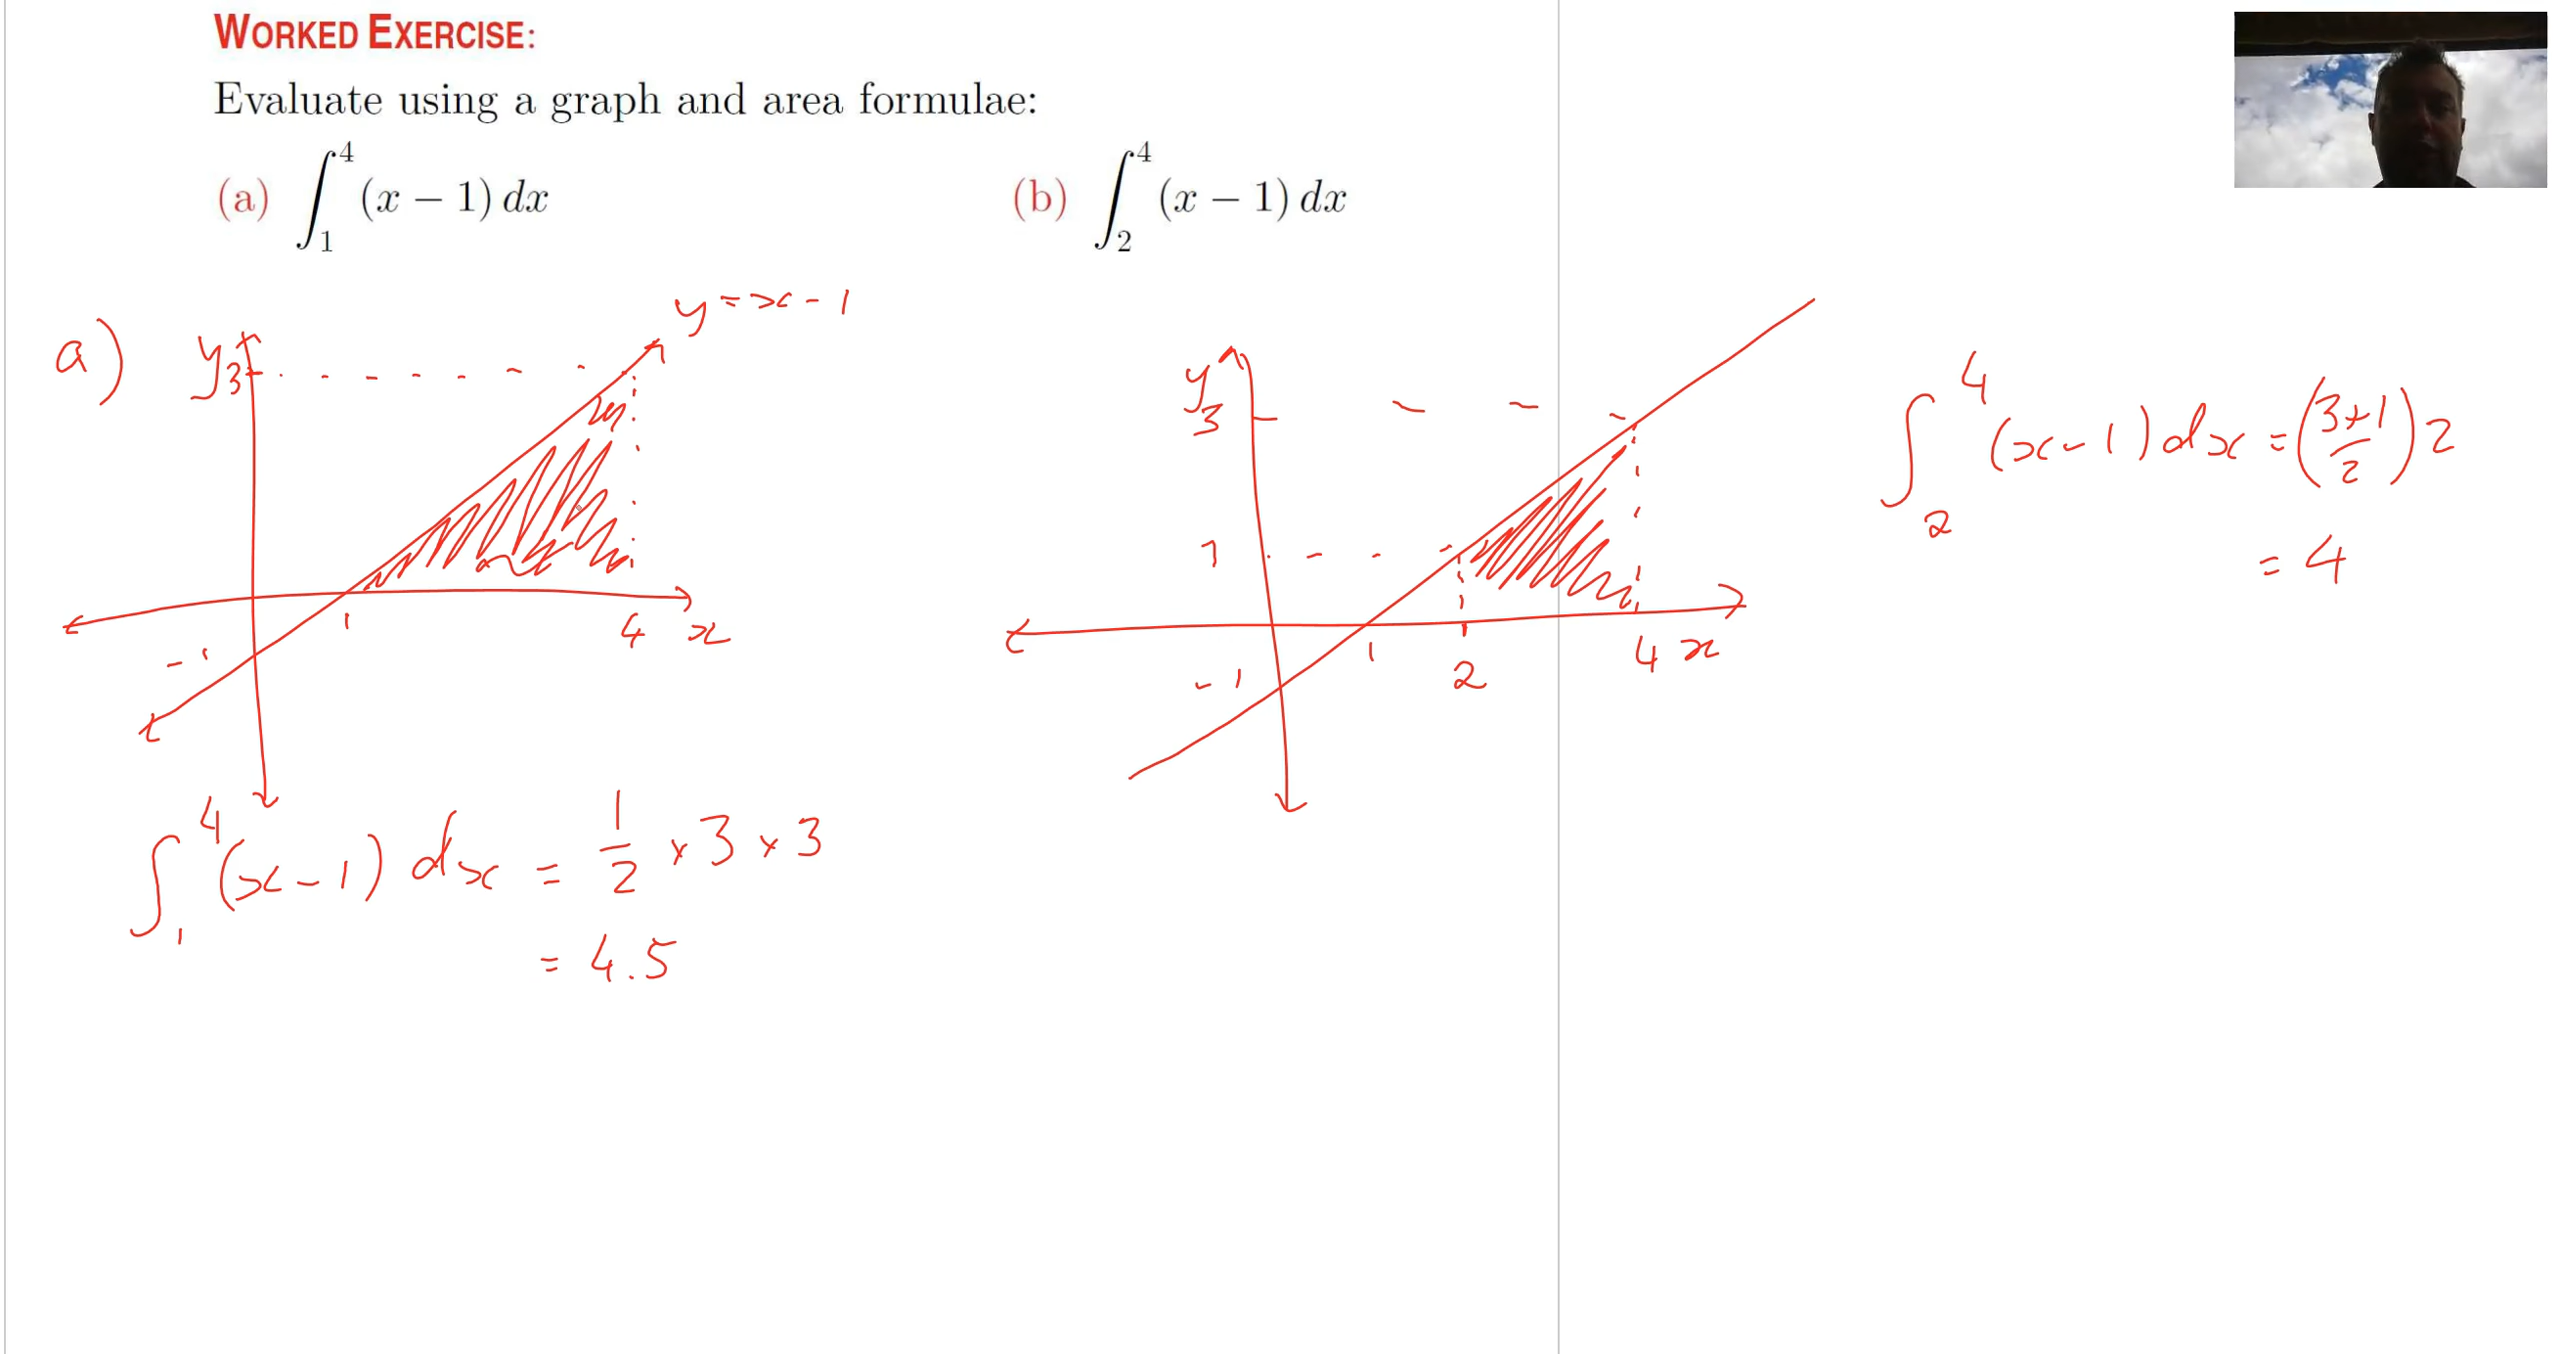 WORKED EXERCISE:
Evaluate using a graph and area formulae:
(a) ∫₁⁴ (x − 1) dx
(b) ∫₂⁴ (x − 1) dx
a)
y = x - 1
y
3
1
4
x
-1
∫₁⁴ (x-1) dx = 1/2 × 3 × 3
= 4.5
y
3
1
1
2
4
x
-1
∫₂⁴ (x-1) dx = ((3+1)/2) 2
= 4